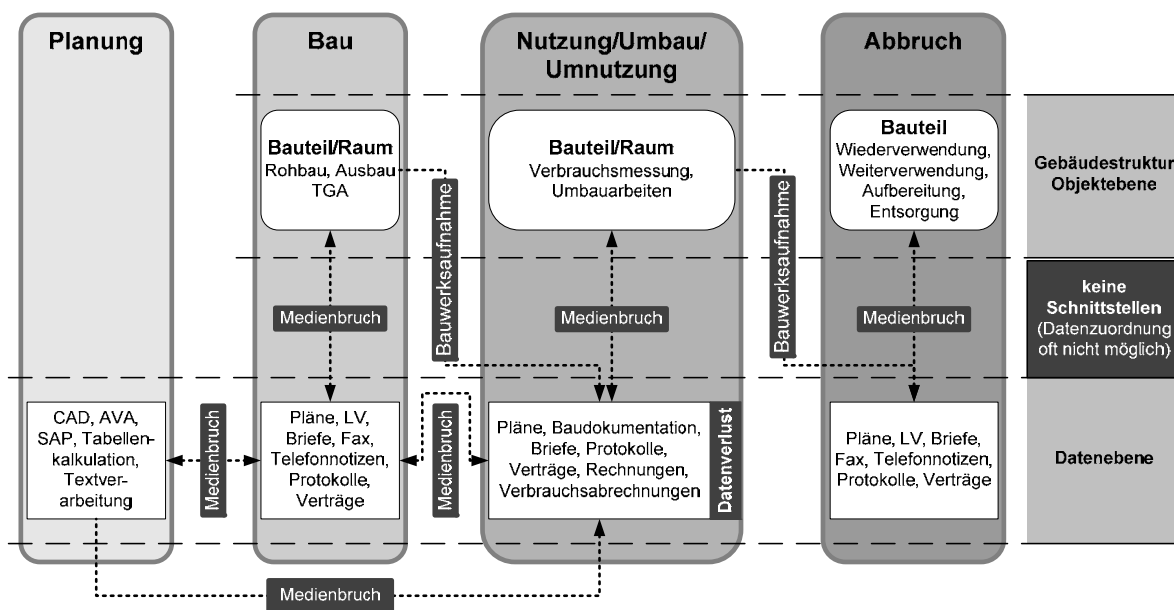 Planung
Bau
Nutzung/Umbau/
Umnutzung
Abbruch
Bauteil/Raum
Rohbau, Ausbau
TGA
Bauwerksaufnahme
Bauteil/Raum
Verbrauchsmessung,
Umbauarbeiten
Bauwerksaufnahme
Bauteil
Wiederverwendung,
Weiterverwendung,
Aufbereitung,
Entsorgung
Gebäudestruktur
Objektebene
Medienbruch
Medienbruch
Medienbruch
keine
Schnittstellen
(Datenzuordnung
oft nicht möglich)
CAD, AVA,
SAP, Tabellen-
kalkulation,
Textver-
arbeitung
Medienbruch
Pläne, LV,
Briefe, Fax,
Telefonnotizen,
Protokolle,
Verträge
Medienbruch
Pläne, Baudokumentation,
Briefe, Protokolle,
Verträge, Rechnungen,
Verbrauchsabrechnungen
Datenverlust
Pläne, LV, Briefe,
Fax, Telefonnotizen,
Protokolle, Verträge
Datenebene
Medienbruch